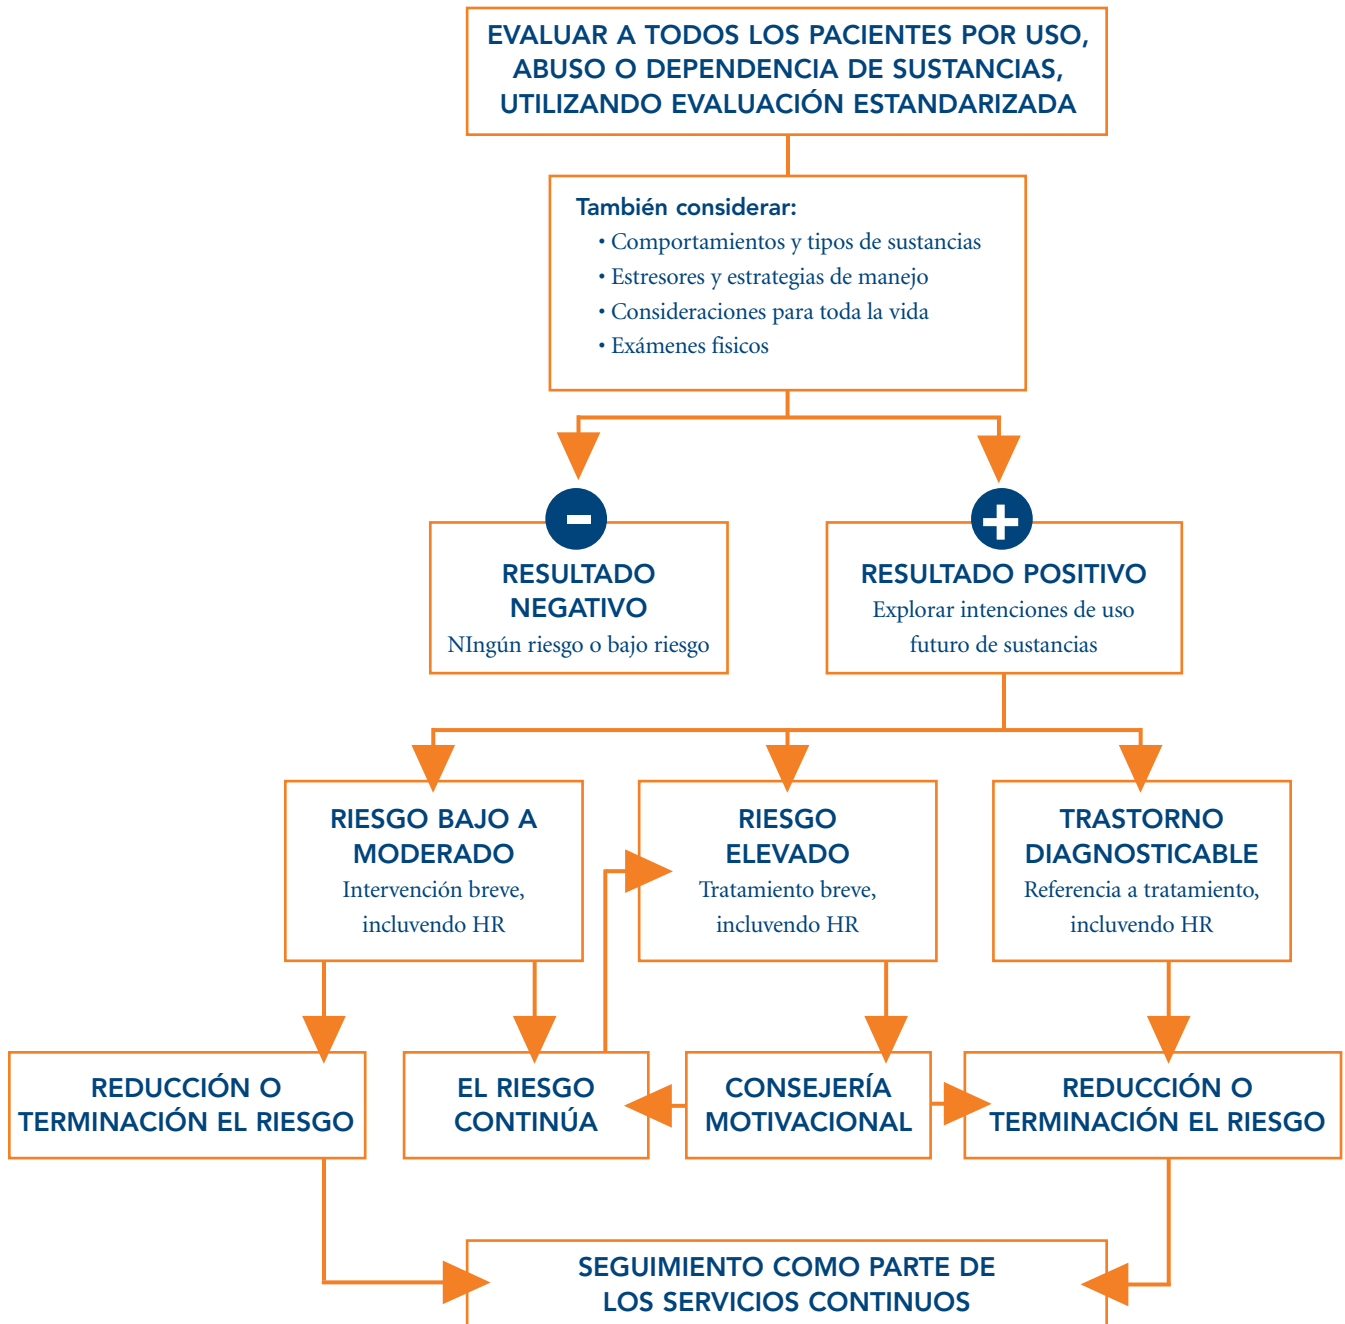 EVALUAR A TODOS LOS PACIENTES POR USO,
ABUSO O DEPENDENCIA DE SUSTANCIAS,
UTILIZANDO EVALUACIÓN ESTANDARIZADA
También considerar:
• Comportamientos y tipos de sustancias
• Estresores y estrategias de manejo
• Consideraciones para toda la vida
• Exámenes fisicos
-
RESULTADO
NEGATIVO
NIngún riesgo o bajo riesgo
+
RESULTADO POSITIVO
Explorar intenciones de uso
futuro de sustancias
RIESGO BAJO A
MODERADO
Intervención breve,
incluvendo HR
RIESGO
ELEVADO
Tratamiento breve,
incluvendo HR
TRASTORNO
DIAGNOSTICABLE
Referencia a tratamiento,
incluvendo HR
REDUCCIÓN O
TERMINACIÓN EL RIESGO
EL RIESGO
CONTINÚA
CONSEJERÍA
MOTIVACIONAL
REDUCCIÓN O
TERMINACIÓN EL RIESGO
SEGUIMIENTO COMO PARTE DE
LOS SERVICIOS CONTINUOS